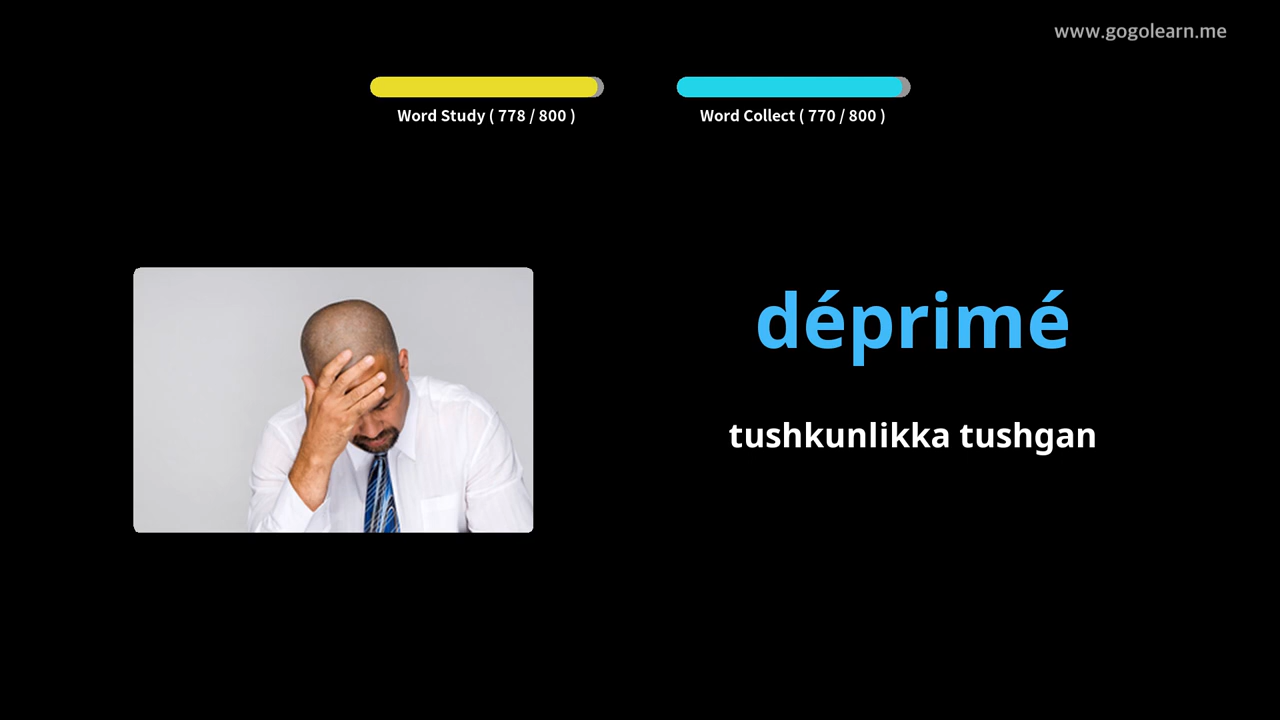 www.gogolearn.me
Word Study ( 778 / 800 )
Word Collect ( 770 / 800 )
déprimé
tushkunlikka tushgan